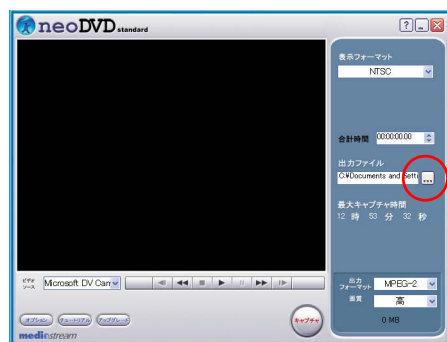 neoDVD standard
? _ X
表示フォーマット
NTSC
合計時間 00:00:00.00
出力ファイル
C:¥Documents and Setti ...
最大キャプチャ時間
12 時 53 分 32 秒
ビデオ
ソース
Microsoft DV Cam
出力
フォーマット
MPEG-2
画質
高
0 MB
オプション チュートリアル アップグレード
キャプチャ
medi☆stream